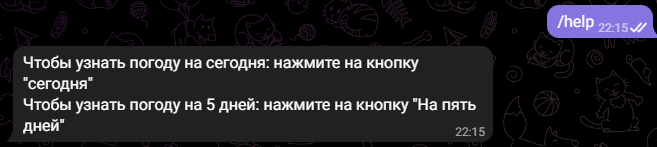 /help 22:15
Чтобы узнать погоду на сегодня: нажмите на кнопку
"сегодня"
Чтобы узнать погоду на 5 дней: нажмите на кнопку "На пять
дней"
22:15